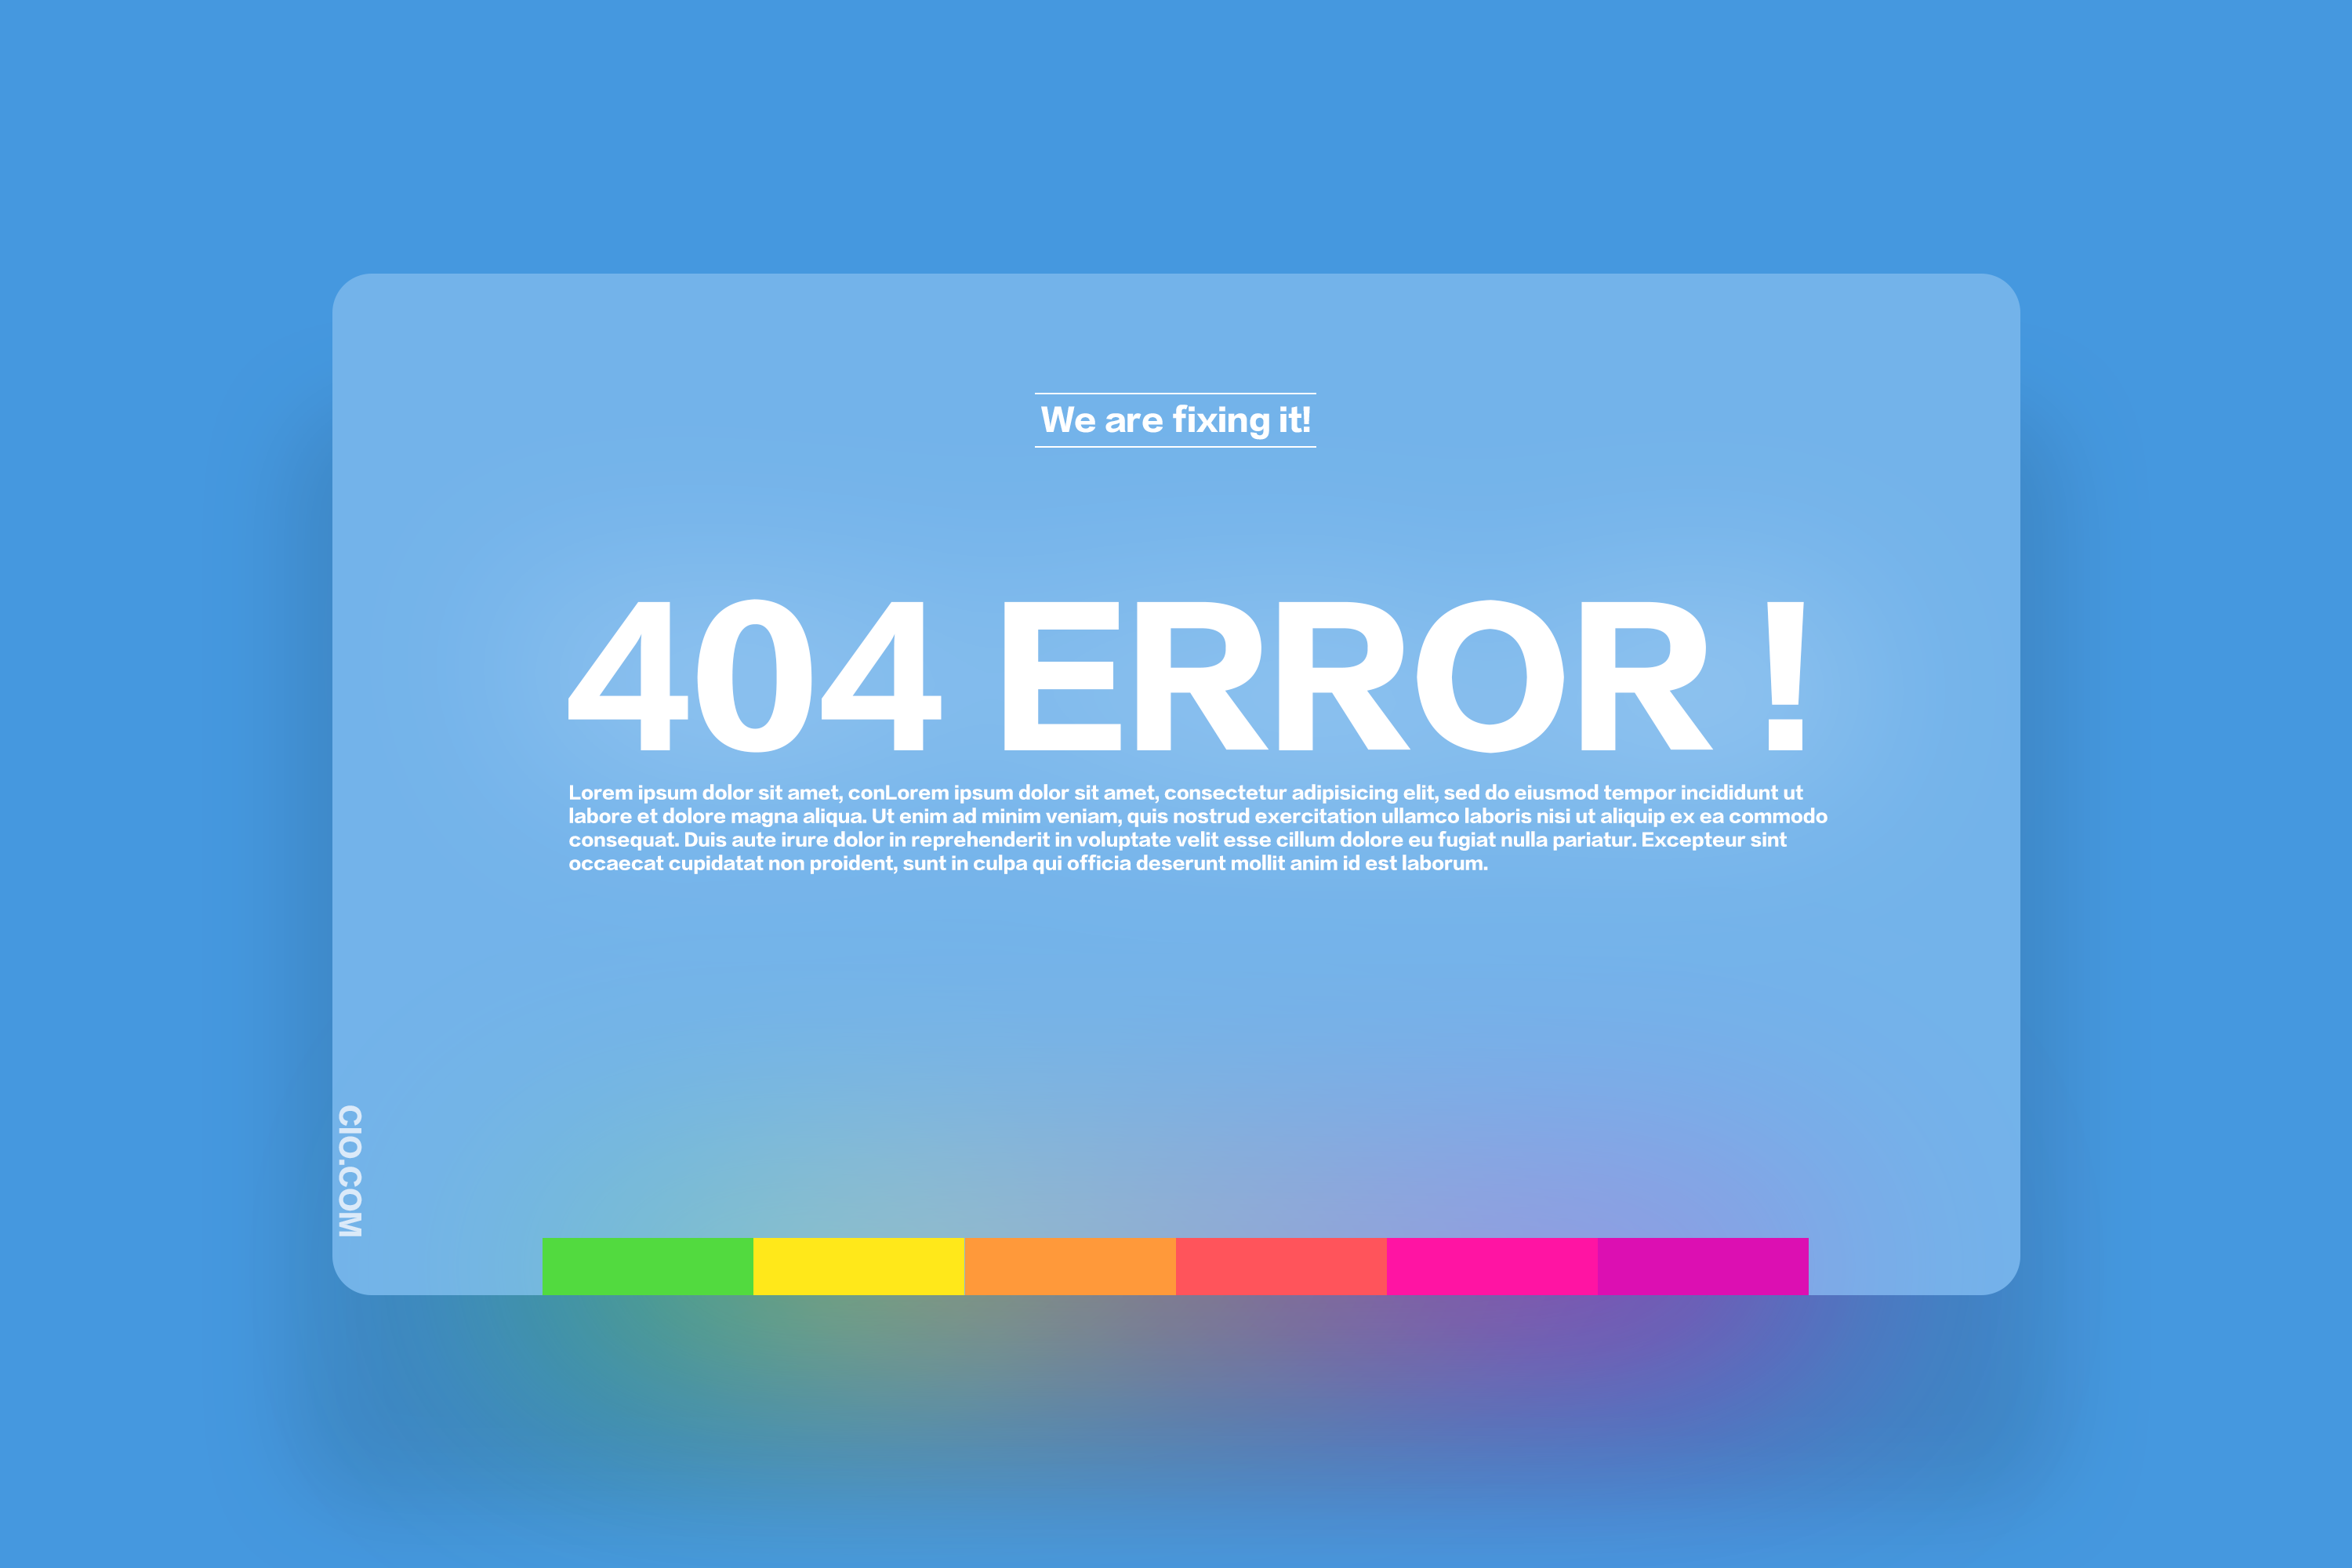 We are fixing it!
404 ERROR !
Lorem ipsum dolor sit amet, conLorem ipsum dolor sit amet, consectetur adipisicing elit, sed do eiusmod tempor incididunt ut
labore et dolore magna aliqua. Ut enim ad minim veniam, quis nostrud exercitation ullamco laboris nisi ut aliquip ex ea commodo
consequat. Duis aute irure dolor in reprehenderit in voluptate velit esse cillum dolore eu fugiat nulla pariatur. Excepteur sint
occaecat cupidatat non proident, sunt in culpa qui officia deserunt mollit anim id est laborum.
CIO.COM